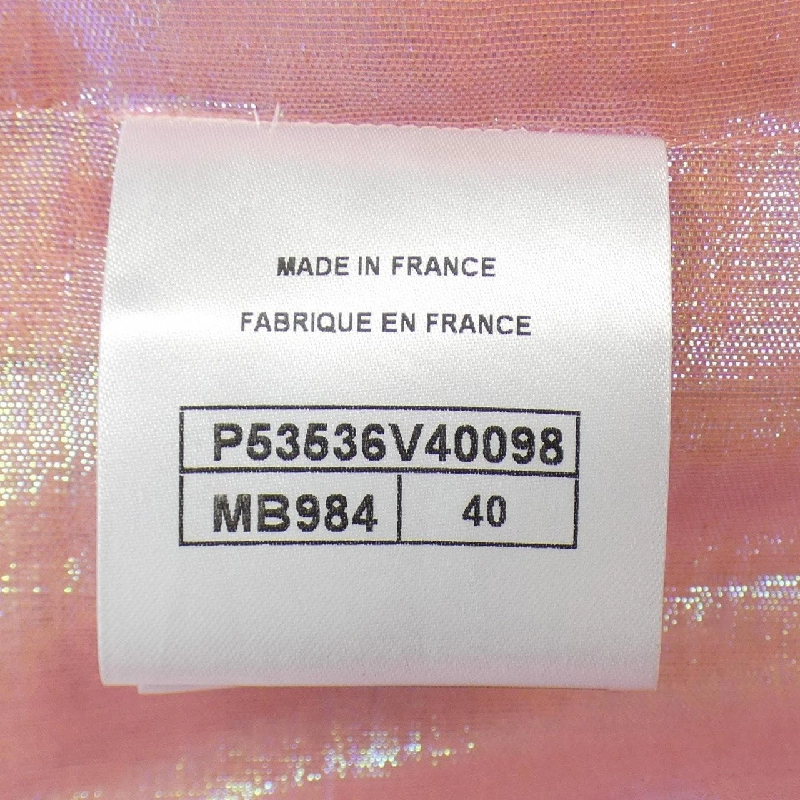 MADE IN FRANCE
FABRIQUE EN FRANCE
P53536V40098
MB984 40